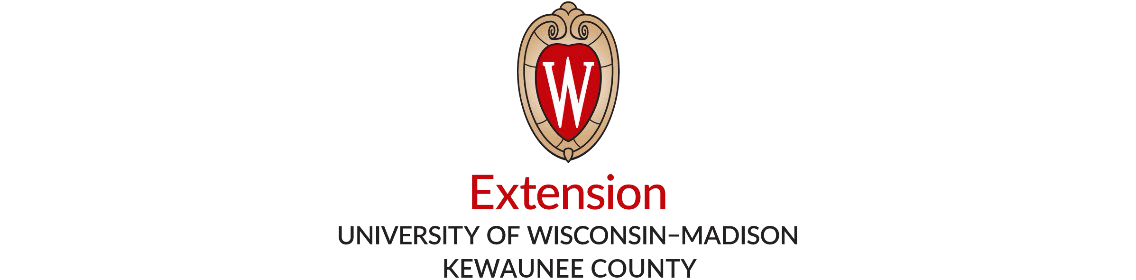 W
Extension
UNIVERSITY OF WISCONSIN–MADISON
KEWAUNEE COUNTY